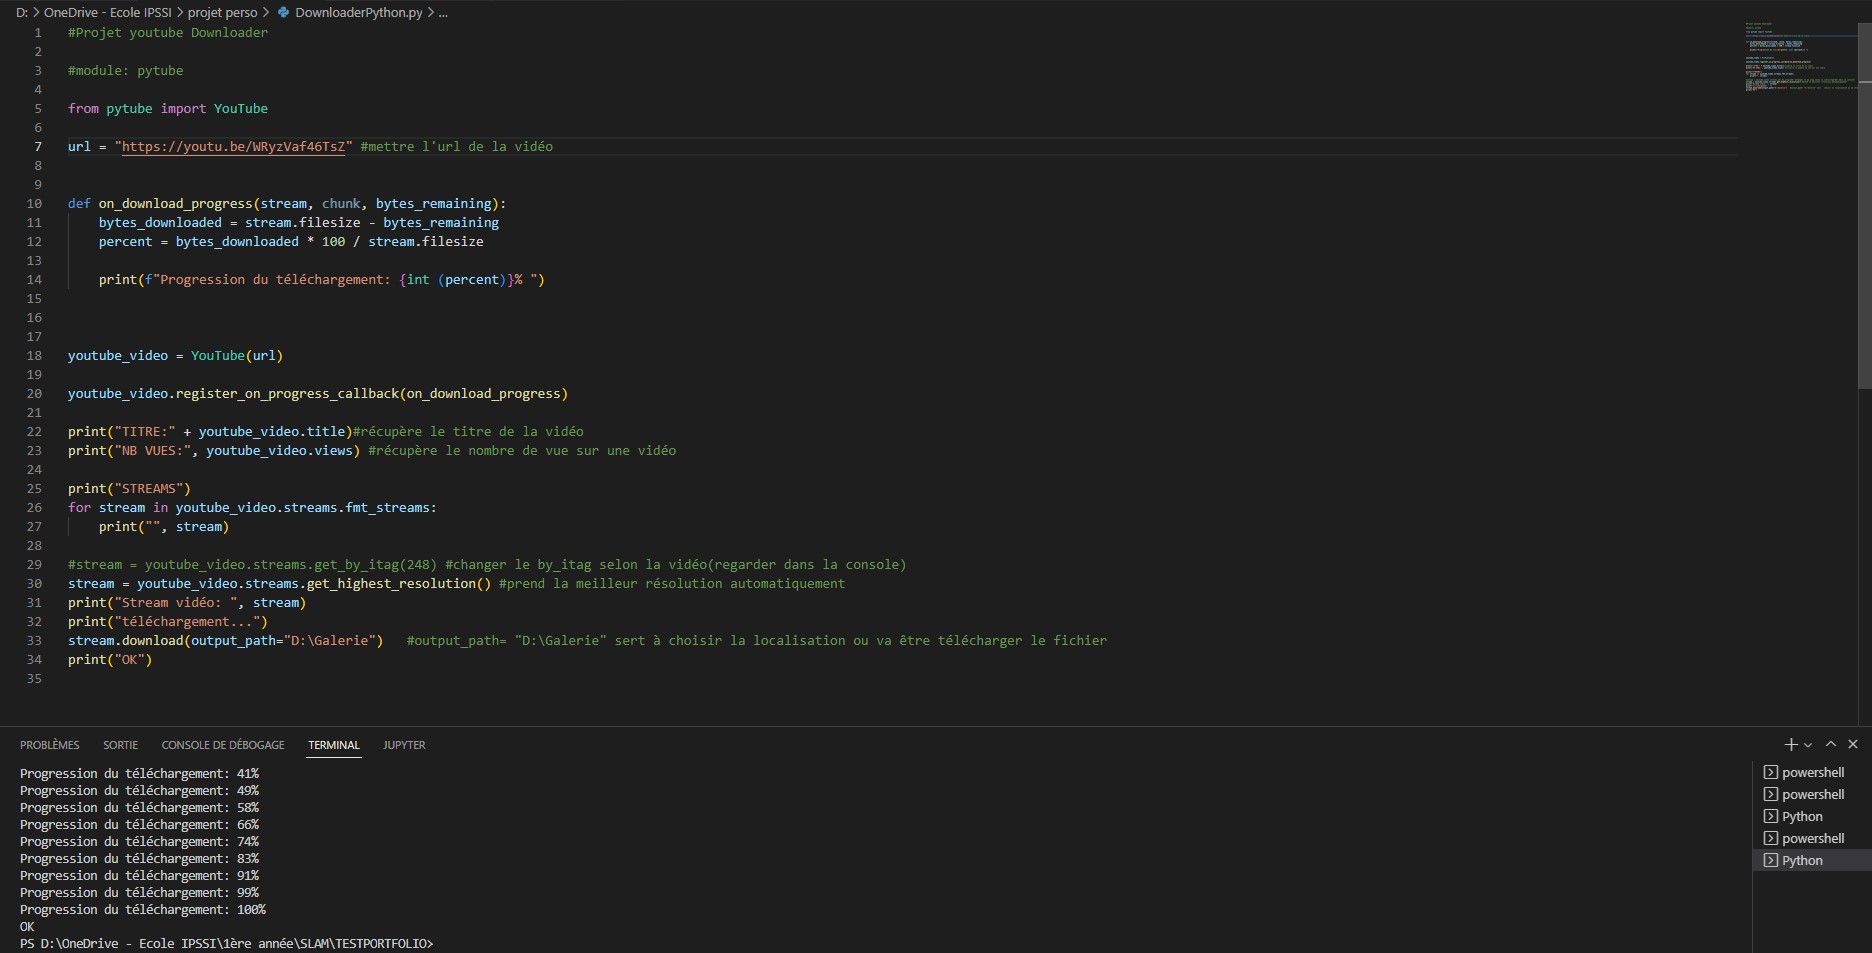 D: > OneDrive - Ecole IPSSI > projet perso > DownloaderPython.py > ...
1 #Projet youtube Downloader
2
3 #module: pytube
4
5 from pytube import YouTube
6
7 url = "https://youtu.be/WRyzVaf46TsZ" #mettre l'url de la vidéo
8
9
10 def on_download_progress(stream, chunk, bytes_remaining):
11 bytes_downloaded = stream.filesize - bytes_remaining
12 percent = bytes_downloaded * 100 / stream.filesize
13
14 print(f"Progression du téléchargement: {int (percent)}% ")
15
16
17
18 youtube_video = YouTube(url)
19
20 youtube_video.register_on_progress_callback(on_download_progress)
21
22 print("TITRE:" + youtube_video.title)#récupère le titre de la vidéo
23 print("NB VUES:", youtube_video.views) #récupère le nombre de vue sur une vidéo
24
25 print("STREAMS")
26 for stream in youtube_video.streams.fmt_streams:
27 print("", stream)
28
29 #stream = youtube_video.streams.get_by_itag(248) #changer le by_itag selon la vidéo(regarder dans la console)
30 stream = youtube_video.streams.get_highest_resolution() #prend la meilleur résolution automatiquement
31 print("Stream vidéo: ", stream)
32 print("téléchargement...")
33 stream.download(output_path="D:\Galerie") #output_path= "D:\Galerie" sert à choisir la localisation ou va être télécharger le fichier
34 print("OK")
35
PROBLÈMES SORTIE CONSOLE DE DÉBOGAGE TERMINAL JUPYTER
Progression du téléchargement: 41%
Progression du téléchargement: 49%
Progression du téléchargement: 58%
Progression du téléchargement: 66%
Progression du téléchargement: 74%
Progression du téléchargement: 83%
Progression du téléchargement: 91%
Progression du téléchargement: 99%
Progression du téléchargement: 100%
OK
PS D:\OneDrive - Ecole IPSSI\1ère année\SLAM\TESTPORTFOLIO>
powershell
powershell
Python
powershell
Python